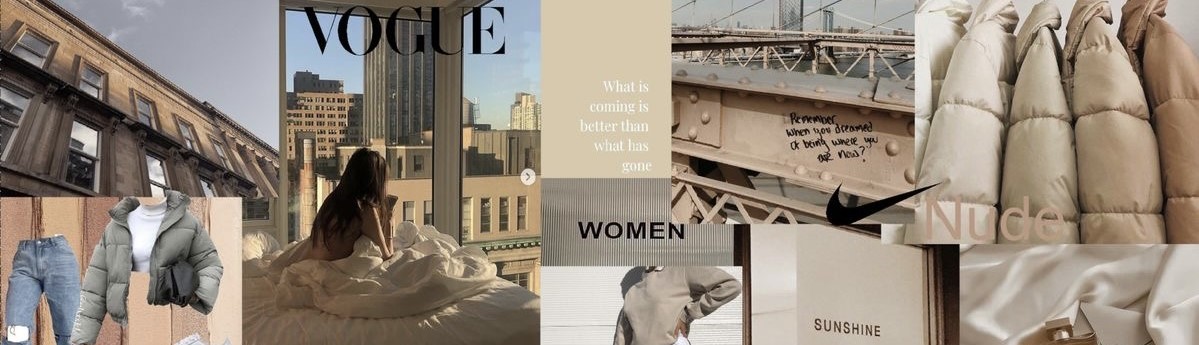 VOGUE
What is
coming is
better than
what has
gone
Remember
when you dreamed
of being where you
are now?
WOMEN
Nude
SUNSHINE